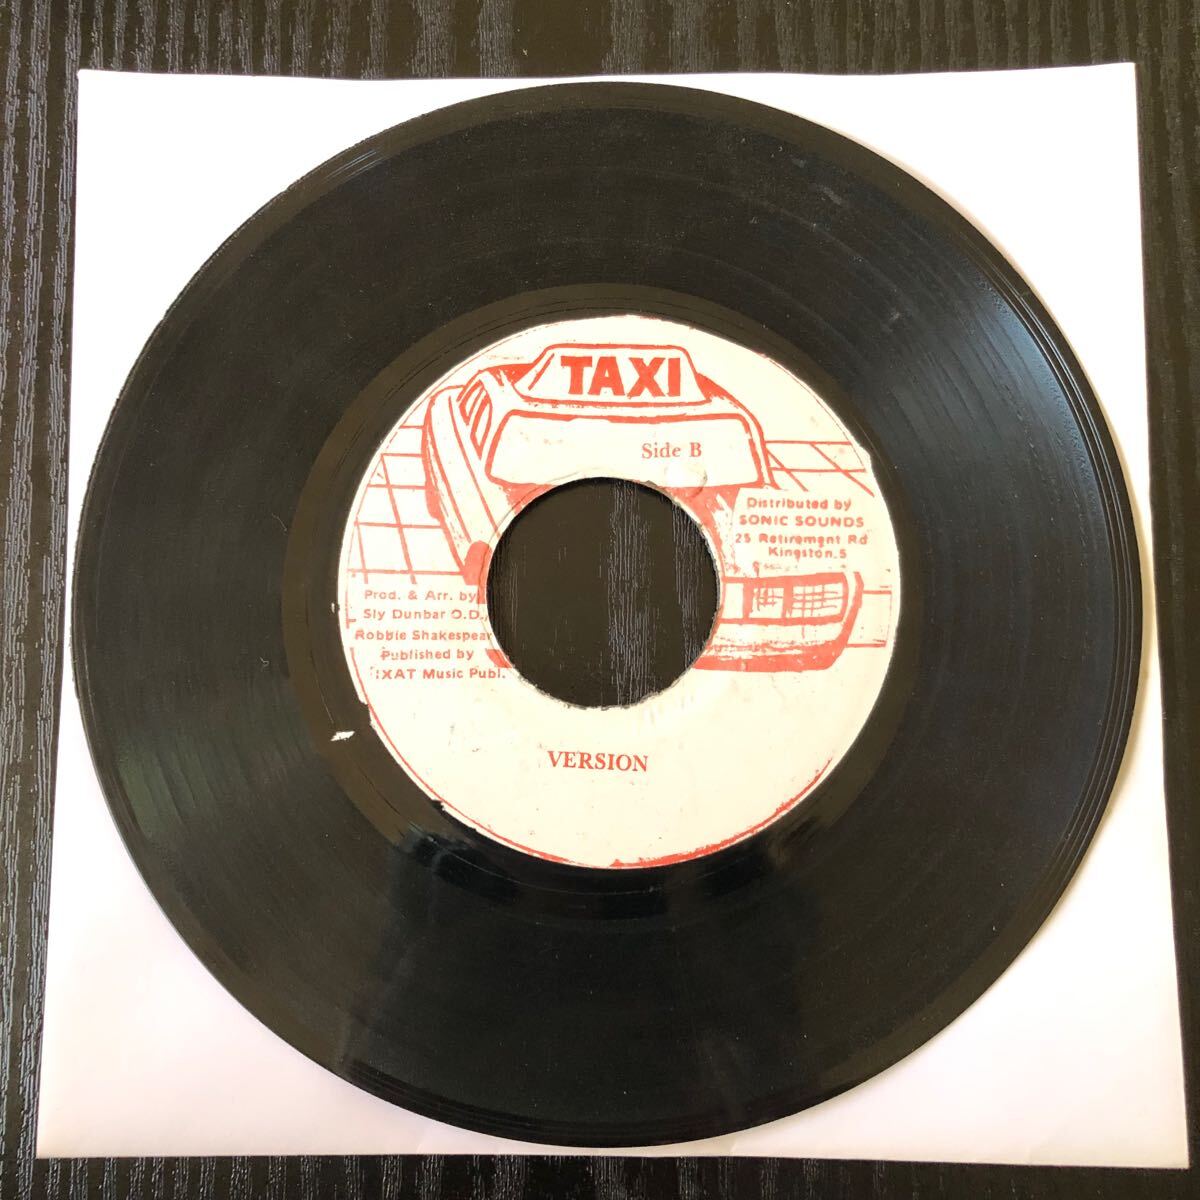 TAXI
Side B
Distributed by
SONIC SOUNDS
25 Retirement Rd
Kingston.5
Prod. & Arr. by
Sly Dunbar O.D.,
Robbie Shakespear
Published by
IXAT Music Publ.
VERSION